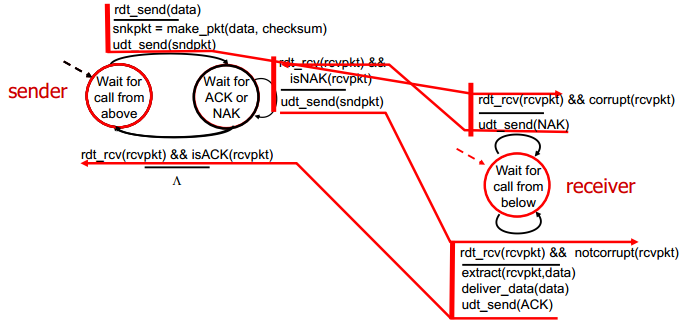 rdt_send(data)
snkpkt = make_pkt(data, checksum)
udt_send(sndpkt)
sender
Wait for
call from
above
Wait for
ACK or
NAK
rdt_rcv(rcvpkt) &&
isNAK(rcvpkt)
udt_send(sndpkt)
rdt_rcv(rcvpkt) && isACK(rcvpkt)
Λ
rdt_rcv(rcvpkt) && corrupt(rcvpkt)
udt_send(NAK)
Wait for
call from
below
receiver
rdt_rcv(rcvpkt) && notcorrupt(rcvpkt)
extract(rcvpkt,data)
deliver_data(data)
udt_send(ACK)